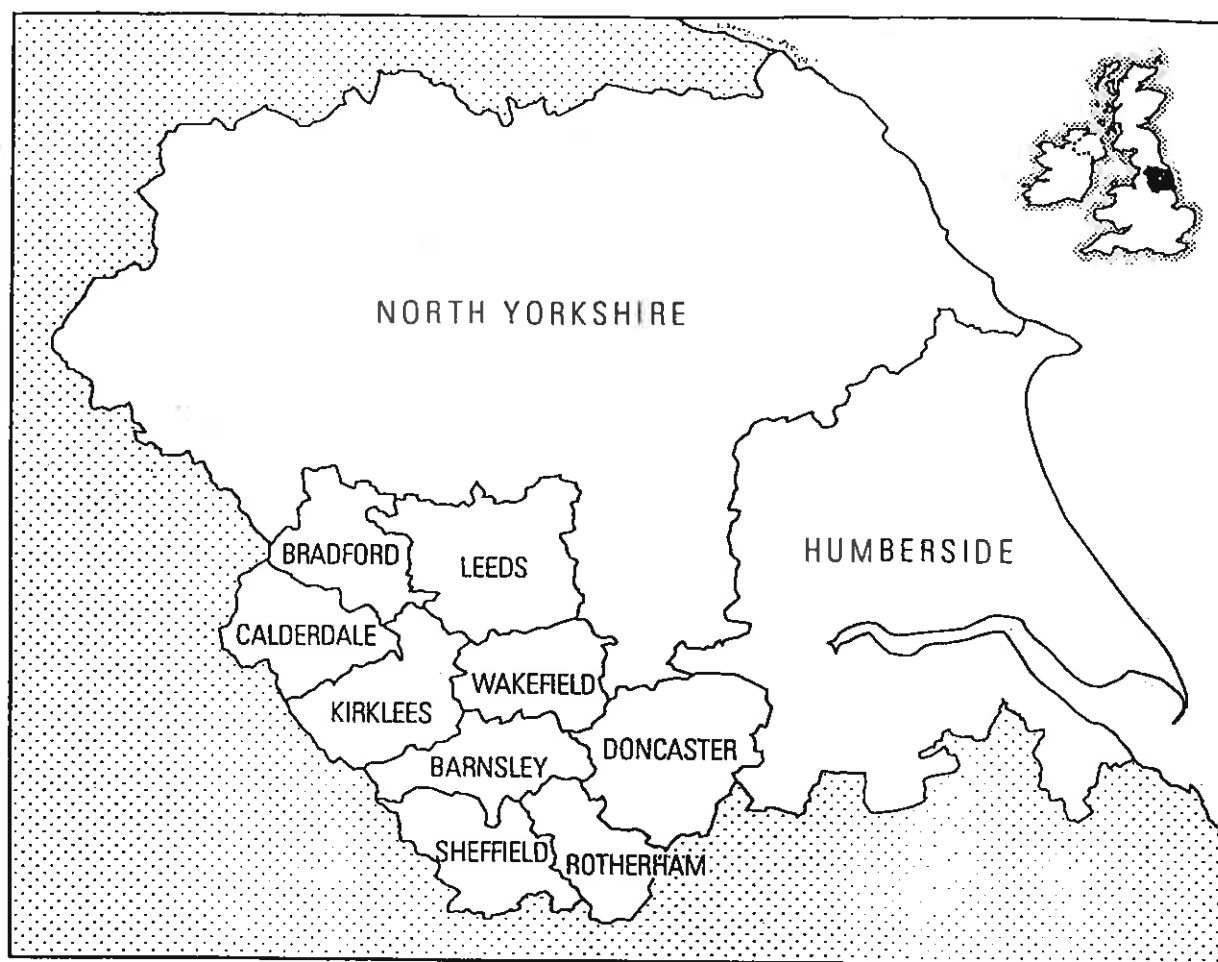 NORTH YORKSHIRE
BRADFORD
LEEDS
HUMBERSIDE
CALDERDALE
WAKEFIELD
KIRKLEES
DONCASTER
BARNSLEY
SHEFFIELD
ROTHERHAM